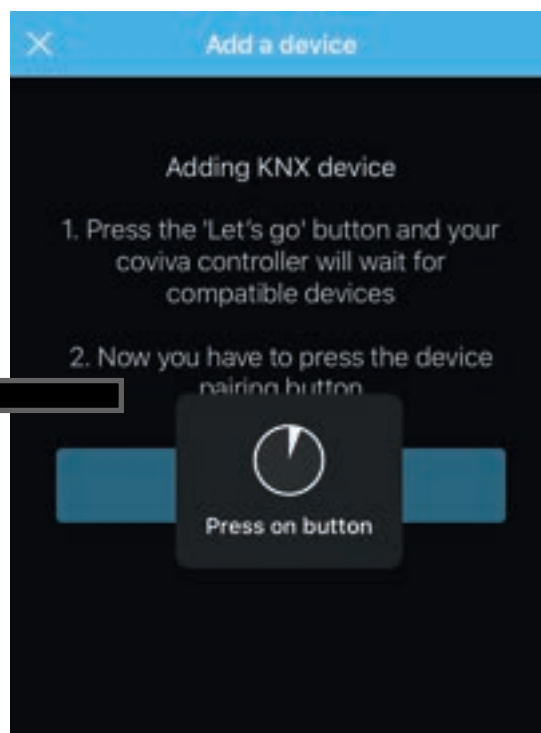 Add a device
Adding KNX device
1. Press the 'Let's go' button and your
coviva controller will wait for
compatible devices
2. Now you have to press the device
pairing button
Press on button